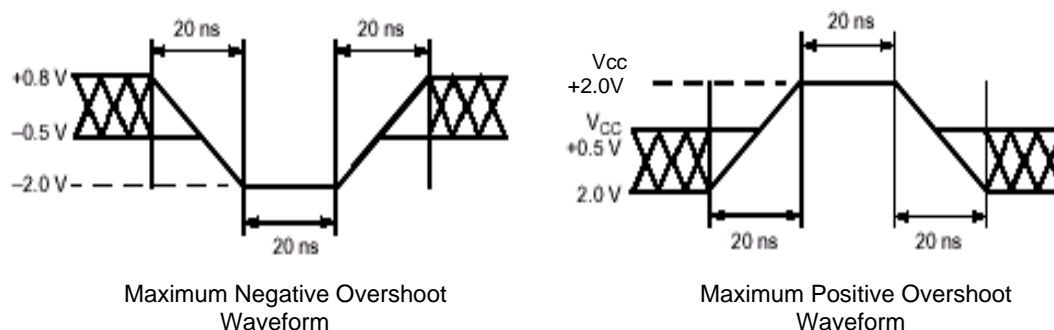 20 ns
20 ns
+0.8 V
–0.5 V
–2.0 V
20 ns
Maximum Negative Overshoot
Waveform
20 ns
Vcc
+2.0V
VCC
+0.5 V
2.0 V
20 ns
20 ns
Maximum Positive Overshoot
Waveform